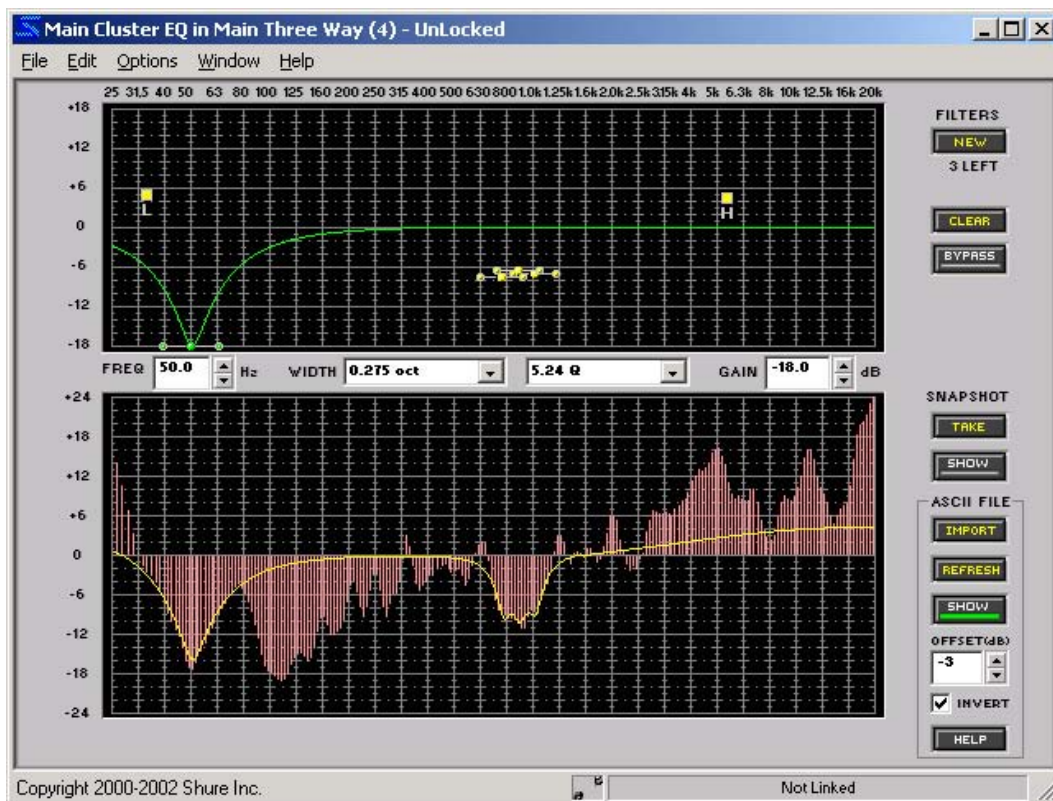 Main Cluster EQ in Main Three Way (4) - UnLocked
File Edit Options Window Help
25 31.5 40 50 63 80 100 125 160 200 250 315 400 500 630 800 1.0k 1.25k 1.6k 2.0k 2.5k 3.15k 4k 5k 6.3k 8k 10k 12.5k 16k 20k
+18
+12
+6
0
-6
-12
-18
L
H
FILTERS
NEW
3 LEFT
CLEAR
BYPASS
FREQ 50.0 Hz WIDTH 0.275 oct 5.24 Q GAIN -18.0 dB
+24
+18
+12
+6
0
-6
-12
-18
-24
SNAPSHOT
TAKE
SHOW
ASCII FILE
IMPORT
REFRESH
SHOW
OFFSET(dB)
-3
INVERT
HELP
Copyright 2000-2002 Shure Inc.
Not Linked